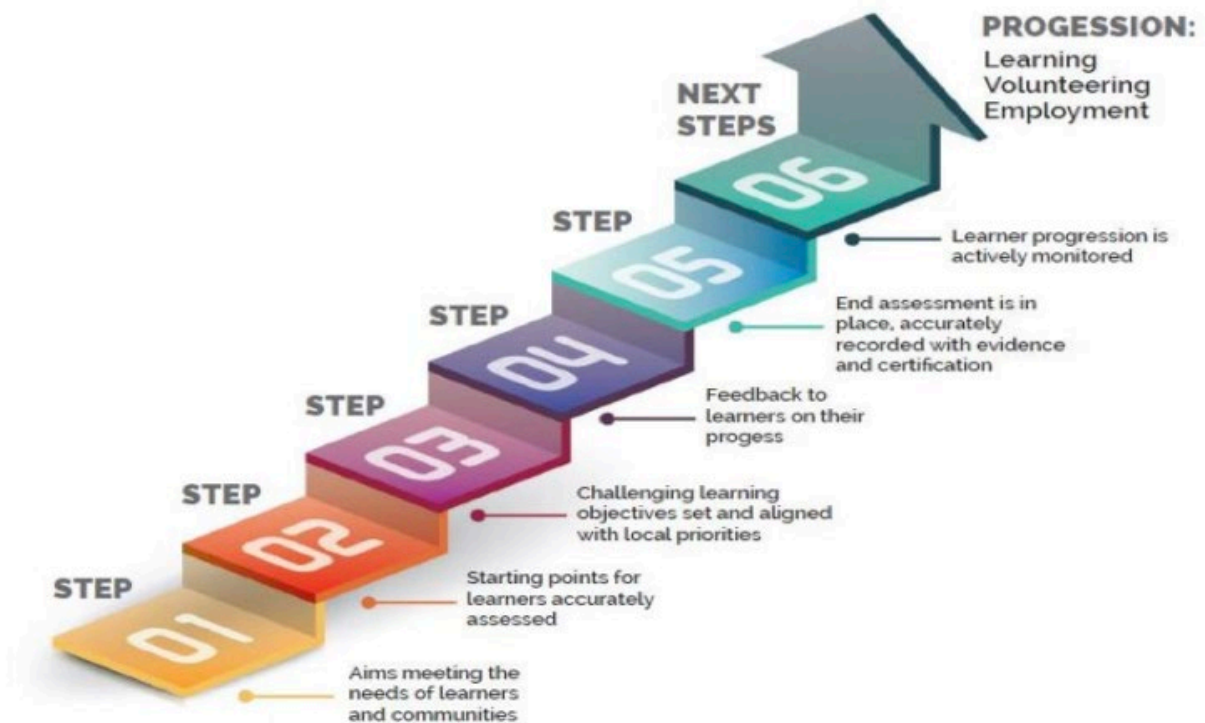 PROGESSION:
Learning
Volunteering
Employment
NEXT
STEPS
06
Learner progression is
actively monitored
STEP
05
End assessment is in
place, accurately
recorded with evidence
and certification
STEP
04
Feedback to
learners on their
progess
STEP
03
Challenging learning
objectives set and aligned
with local priorities
STEP
02
Starting points for
learners accurately
assessed
STEP
01
Aims meeting the
needs of learners
and communities